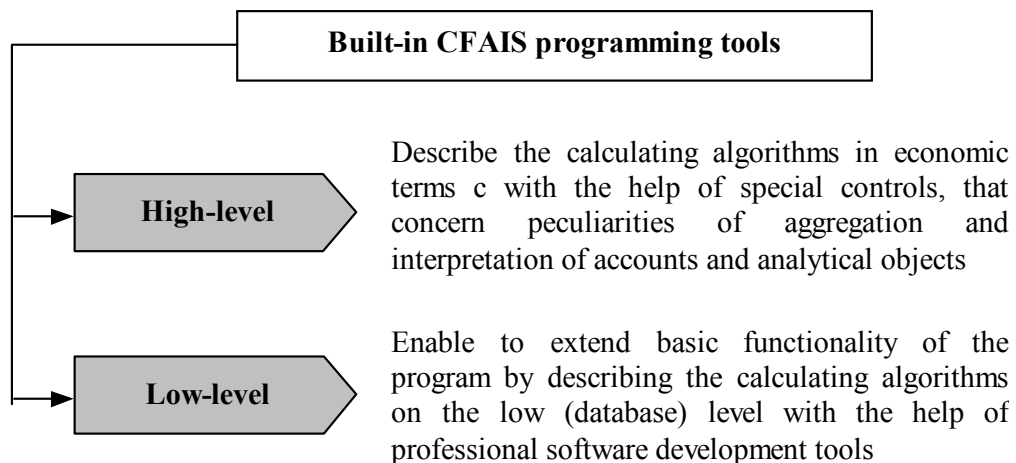 Built-in CFAIS programming tools
Describe the calculating algorithms in economic
terms c with the help of special controls, that
concern peculiarities of aggregation and
interpretation of accounts and analytical objects
High-level
Enable to extend basic functionality of the
program by describing the calculating algorithms
on the low (database) level with the help of
professional software development tools
Low-level